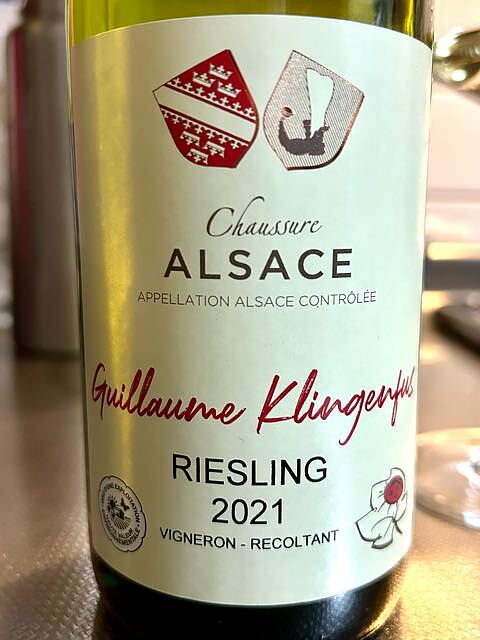 Chaussure
ALSACE
APPELLATION ALSACE CONTRÔLÉE
Guillaume Klingenfus
RIESLING
2021
VIGNERON - RECOLTANT